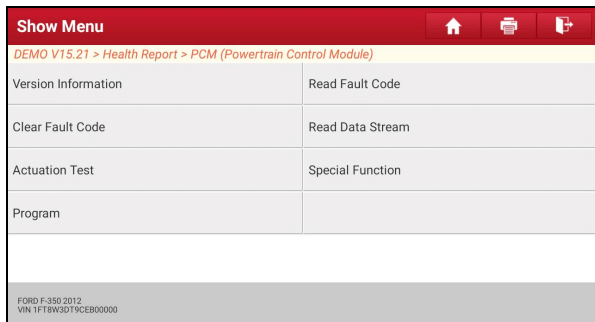 Show Menu
DEMO V15.21 > Health Report > PCM (Powertrain Control Module)
Version Information
Read Fault Code
Clear Fault Code
Read Data Stream
Actuation Test
Special Function
Program
FORD F-350 2012
VIN 1FT8W3DT9CEB00000